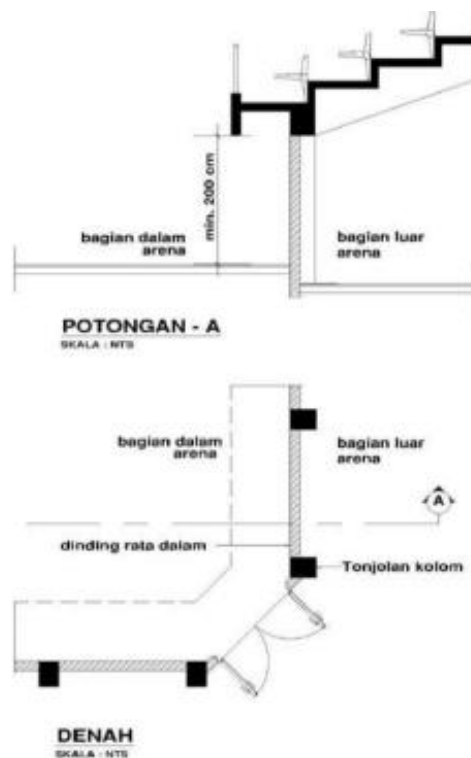 min. 200 cm
bagian dalam
arena
bagian luar
arena
POTONGAN - A
SKALA : NTS
bagian dalam
arena
bagian luar
arena
A
dinding rata dalam
Tonjolan kolom
DENAH
SKALA : NTS